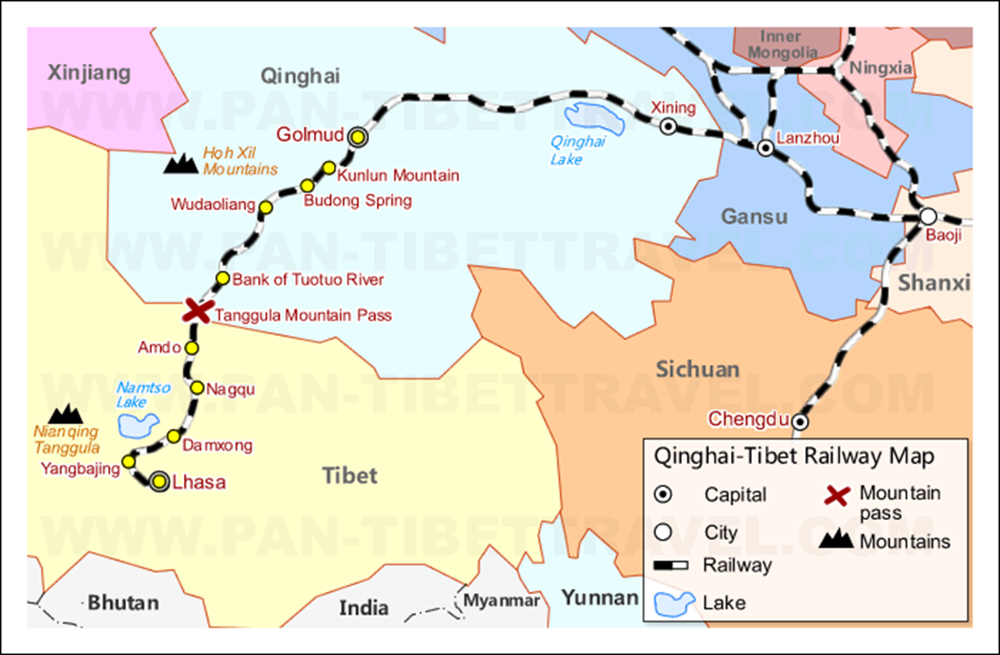 Inner
Mongolia
Xinjiang
Qinghai
Ningxia
WWW.PAN-TIBETTRAVEL.COM
Xining
Golmud
Lanzhou
Qinghai
Lake
Hoh Xil
Mountains
Kunlun Mountain
Budong Spring
Wudaoliang
Gansu
Baoji
WWW.PAN-TIBETTRAVEL.COM
Bank of Tuotuo River
Shanxi
Tanggula Mountain Pass
Amdo
Sichuan
Namtso
Lake
Nagqu
WWW.PAN-TIBETTRAVEL.COM
Chengdu
Nianqing
Tanggula
Damxong
Yangbajing
Lhasa
Tibet
WWW.PAN-TIBETTRAVEL.COM
Bhutan
India
Myanmar
Yunnan
Qinghai-Tibet Railway Map
Capital
Mountain
pass
City
Mountains
Railway
Lake